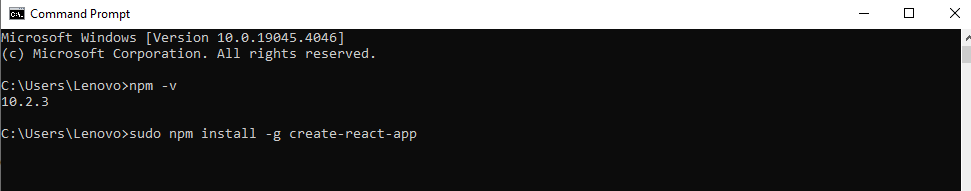 Command Prompt
Microsoft Windows [Version 10.0.19045.4046]
(c) Microsoft Corporation. All rights reserved.
C:\Users\Lenovo>npm -v
10.2.3
C:\Users\Lenovo>sudo npm install -g create-react-app